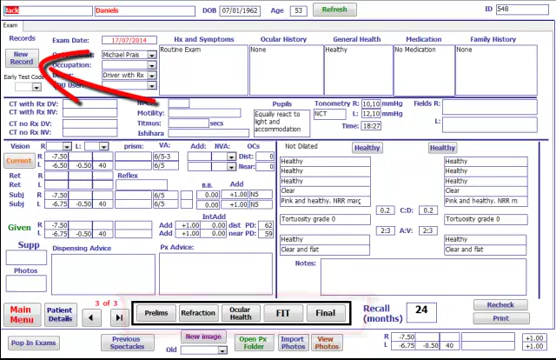 Jack Daniels DOB 07/01/1962 Age 53 Refresh ID 548
Exam
Records Exam Date: 17/07/2014 Hx and Symptoms Ocular History General Health Medication Family History
New Record Michael Prais Routine Exam None Healthy No Medication None
Occupation:
Early Test Code Driver with Rx
CT with Rx DV: Pupils Tonometry R: 10,10 mmHg Fields R:
CT with Rx NV: Motility: Equally react to light and accommodation NCT L: 12,10 mmHg L:
CT no Rx DV: Titmus: secs Time: 18:27
CT no Rx NV: Ishihara
Vision R L: prism: VA: Add: NVA: OCs Not Dilated Healthy Healthy
Current R -7.50 6/5-3 Dist: 0 Healthy Healthy
L -6.50 -0.50 40 6/5 Near: 0 Healthy Healthy
Ret R Reflex Clear Clear
Ret L B.B. Add Pink and healthy. NRR marg 0.2 C:D: 0.2 Pink and healthy. NRR m
Subj R -7.50 6/5 0.00 +1.00 N5
Subj L -6.75 -0.50 40 6/5 0.00 +1.00 N5 Tortuosity grade 0 2:3 A:V: 2:3 Tortuosity grade 0
IntAdd
Given R -7.50 Add +1.00 0.00 dist PD: 62 Healthy Healthy
L -6.75 -0.50 40 Add +1.00 0.00 near PD: 59 Clear and flat Clear and flat
Supp Dispensing Advice Px Advice: Notes:
Photos
3 of 3
Main Menu Patient Details Prelims Refraction Ocular Health FIT Final Recall (months) 24 Recheck
Print
Pop In Exams Previous Spectacles New image Open Px Folder Import Photos View Photos R -7.50 +1.00
Old L -6.75 -0.50 40 +1.00